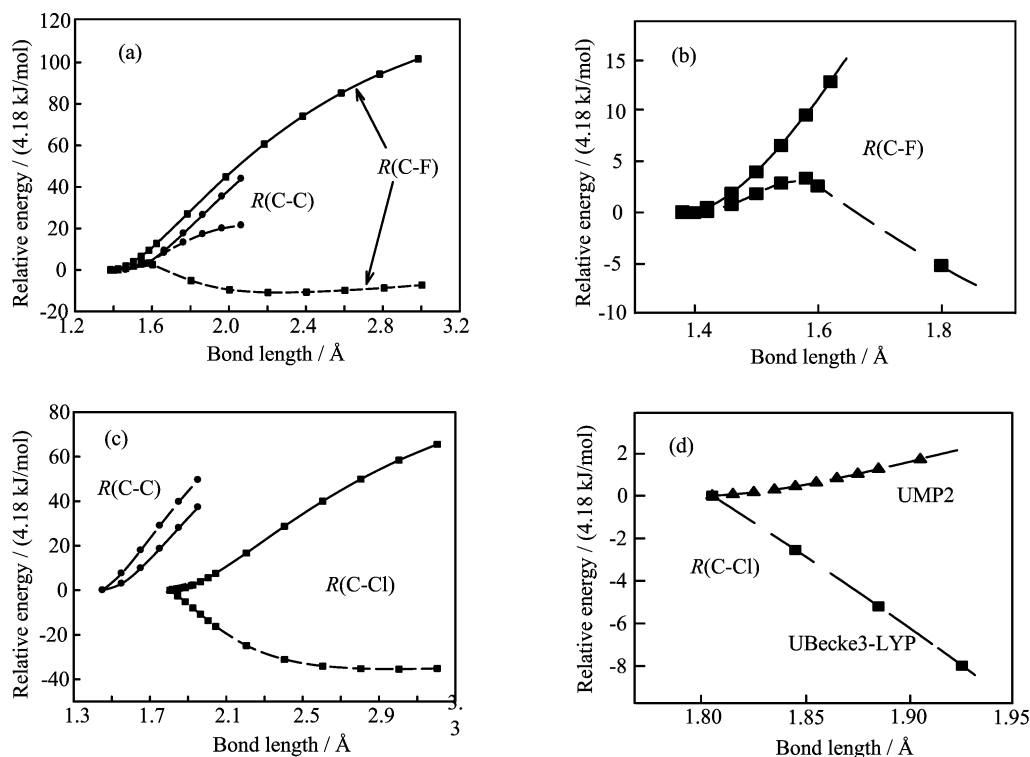 (a)
Relative energy / (4.18 kJ/mol)
120
100
80
60
40
20
0
-20
R(C-F)
R(C-C)
1.2 1.6 2.0 2.4 2.8 3.2
Bond length / Å
(b)
Relative energy / (4.18 kJ/mol)
15
10
5
0
-5
-10
R(C-F)
1.4 1.6 1.8
Bond length / Å
(c)
Relative energy / (4.18 kJ/mol)
80
60
40
20
0
-20
-40
R(C-C)
R(C-Cl)
1.3 1.7 2.1 2.5 2.9 3.
3
Bond length / Å
(d)
Relative energy / (4.18 kJ/mol)
2
0
-2
-4
-6
-8
UMP2
R(C-Cl)
UBecke3-LYP
1.80 1.85 1.90 1.95
Bond length / Å